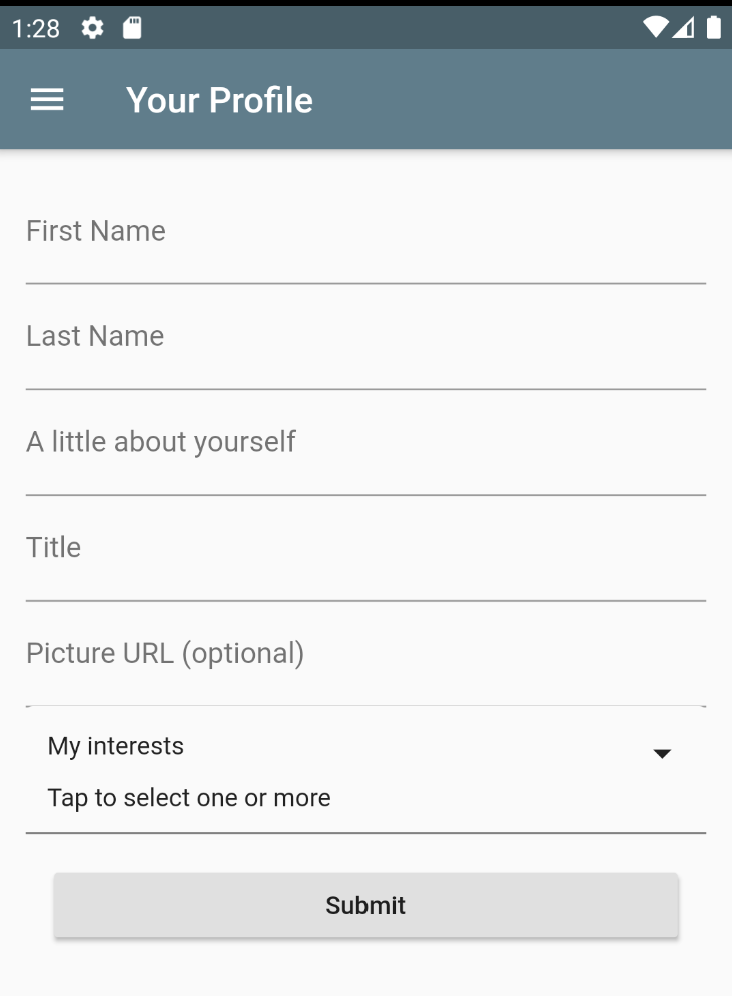 1:28
Your Profile
First Name
Last Name
A little about yourself
Title
Picture URL (optional)
My interests
Tap to select one or more
Submit